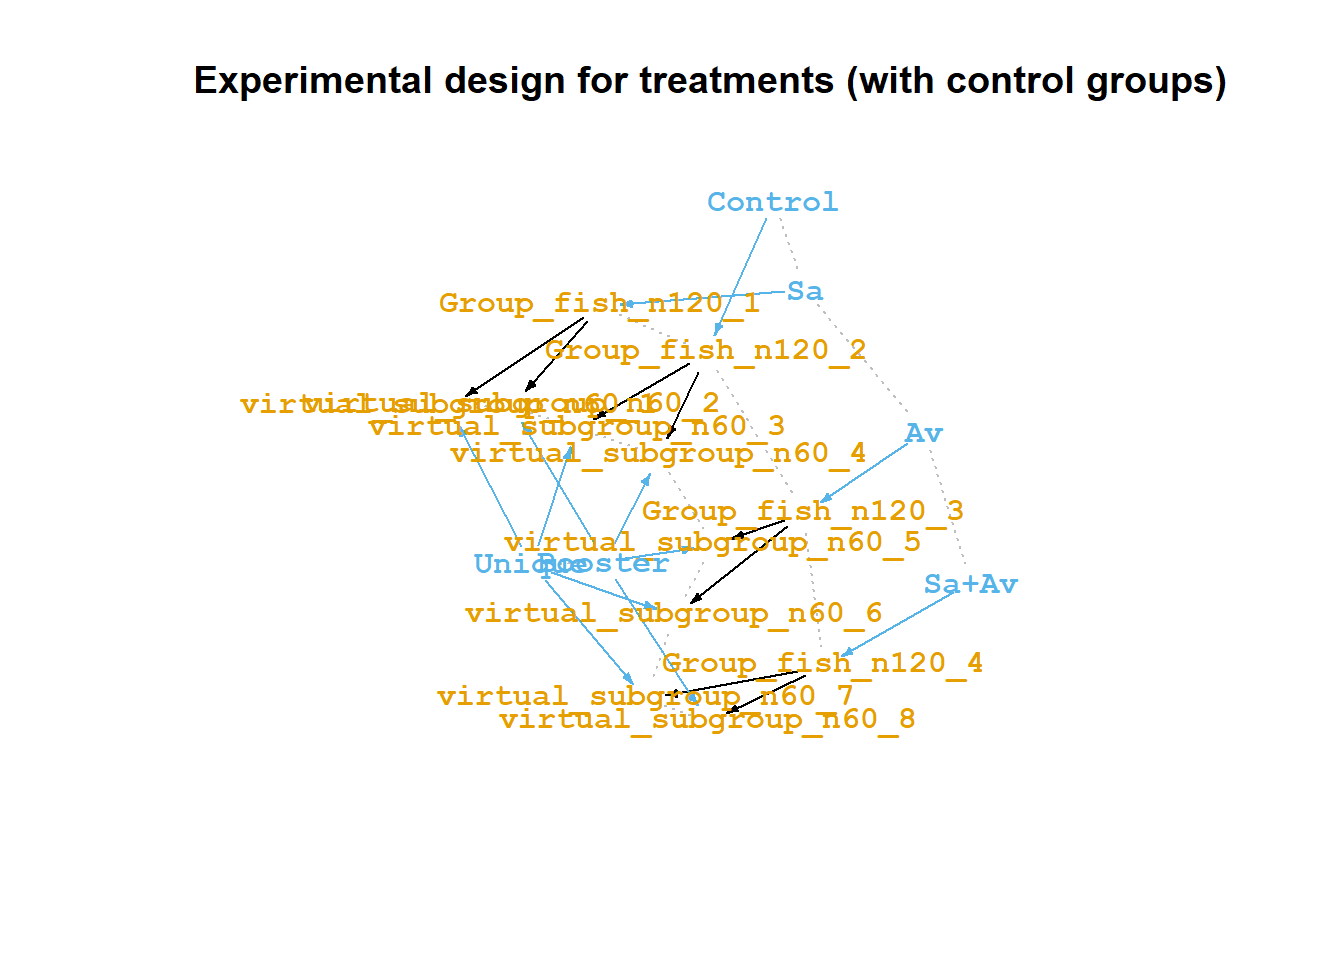 Experimental design for treatments (with control groups)
Control
Sa
Group_fish_n120_1
Group_fish_n120_2
virtual_subgroup_n60_1
virtual_subgroup_n60_2
virtual_subgroup_n60_3
Av
virtual_subgroup_n60_4
Group_fish_n120_3
virtual_subgroup_n60_5
Unique
Booster
Sa+Av
virtual_subgroup_n60_6
Group_fish_n120_4
virtual_subgroup_n60_7
virtual_subgroup_n60_8